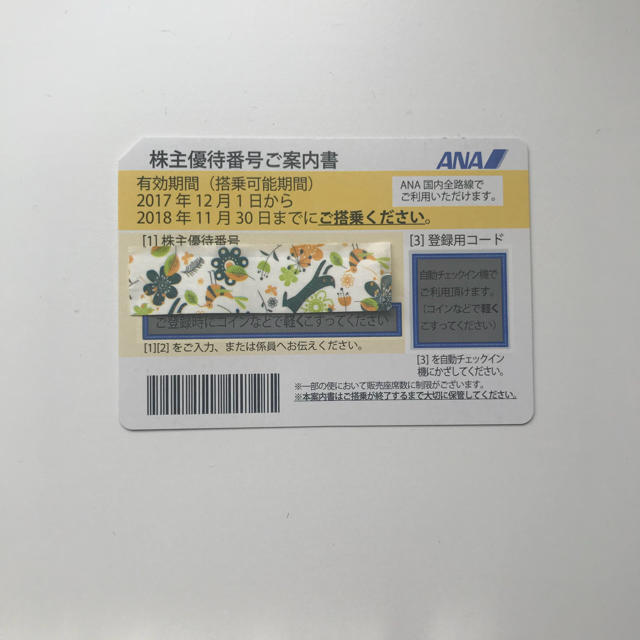 株主優待番号ご案内書
ANA
有効期間（搭乗可能期間）
2017年12月1日から
2018年11月30日までにご搭乗ください。
ANA国内全路線で
ご利用いただけます。
[1] 株主優待番号
ご登録時にコインなどで軽くこすってください
[1][2]をご入力、または係員へお伝えください。
[3] 登録用コード
自動チェックイン機で
ご利用頂けます。
（コインなどで軽く
こすってください）
[3]を自動チェックイン
機にかざしてください。
※一部の便において販売座席数に制限がございます。
※本案内書はご搭乗が終了するまで大切に保管してください。